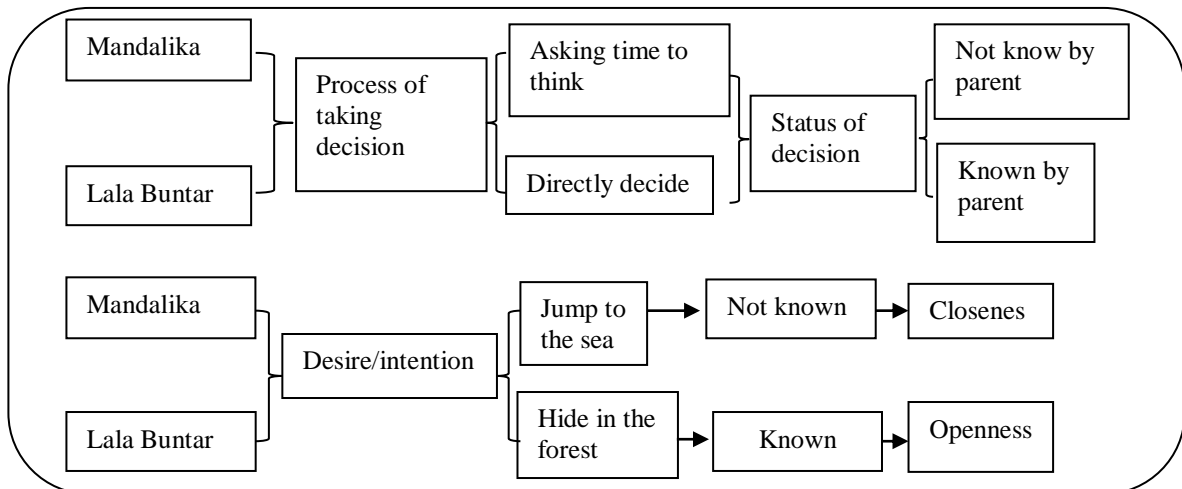 Mandalika
Lala Buntar
Process of
taking
decision
Asking time to
think
Directly decide
Status of
decision
Not know by
parent
Known by
parent
Mandalika
Lala Buntar
Desire/intention
Jump to
the sea
Not known
Closenes
Hide in the
forest
Known
Openness